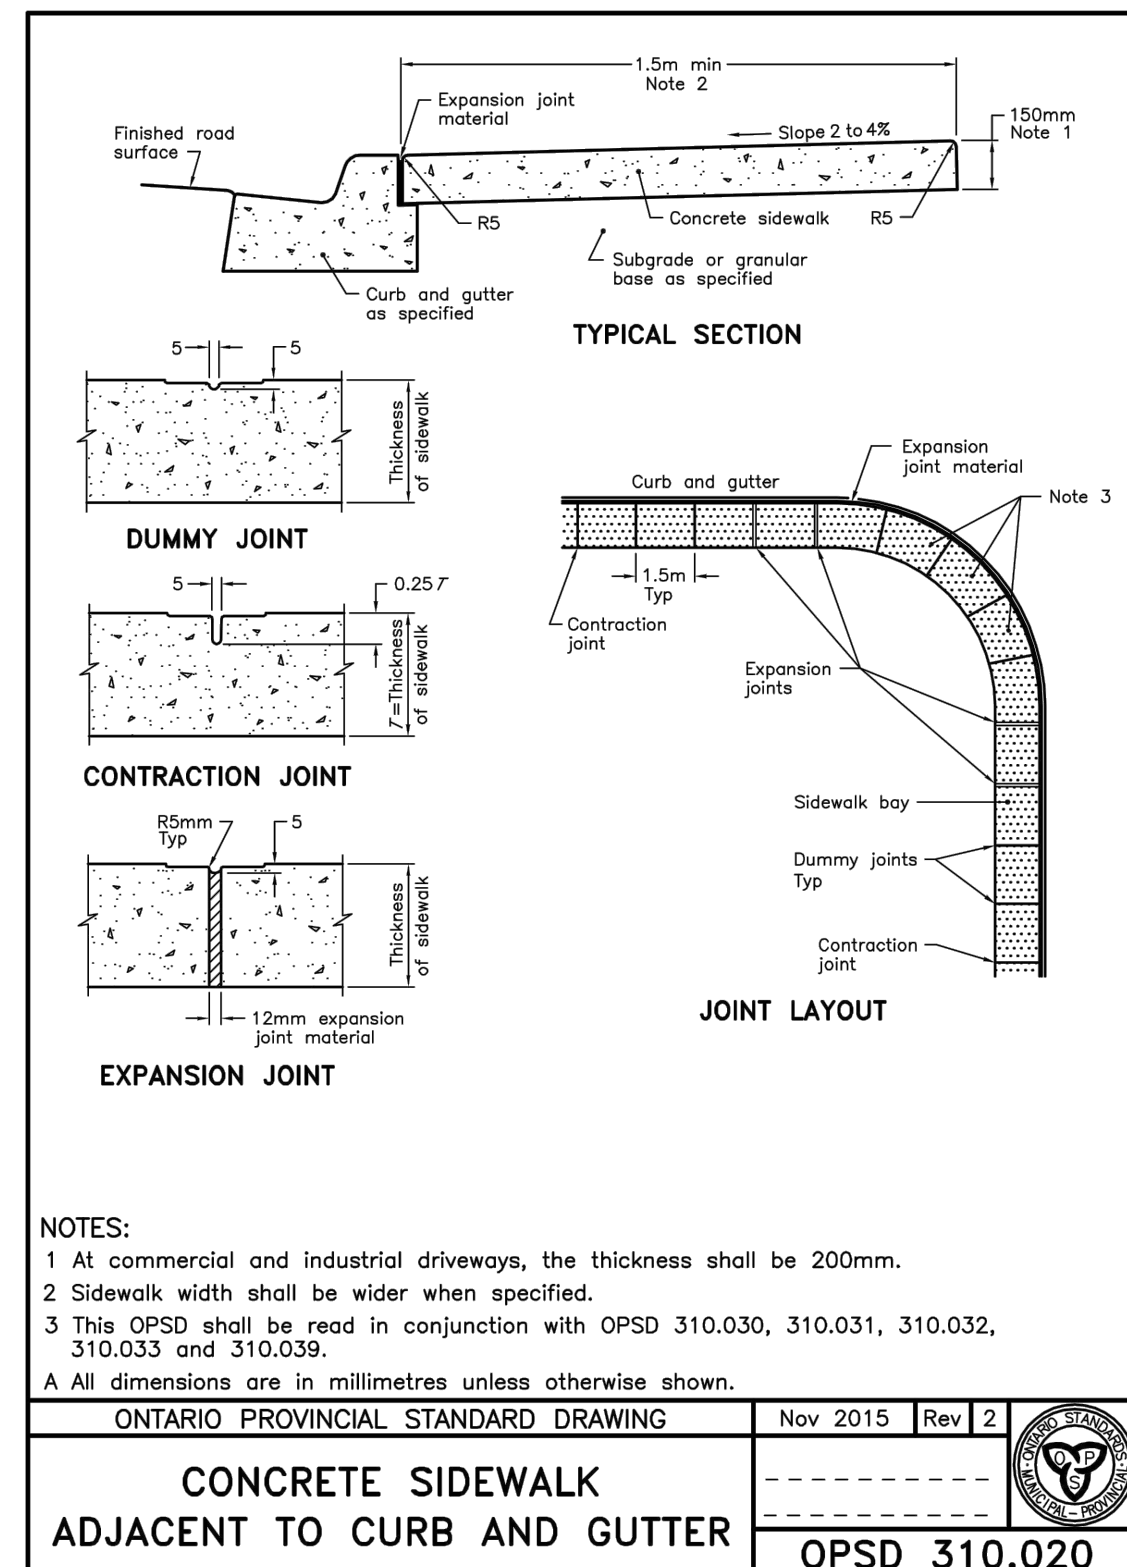 1.5m min
Note 2
Expansion joint
material
150mm
Note 1
Finished road
surface
Slope 2 to 4%
R5
Concrete sidewalk
R5
Subgrade or granular
base as specified
Curb and gutter
as specified
TYPICAL SECTION
5
5
Thickness
of sidewalk
DUMMY JOINT
5
0.25T
T=Thickness
of sidewalk
CONTRACTION JOINT
R5mm
Typ
5
Thickness
of sidewalk
12mm expansion
joint material
EXPANSION JOINT
Expansion
joint material
Curb and gutter
Note 3
1.5m
Typ
Contraction
joint
Expansion
joints
Sidewalk bay
Dummy joints
Typ
Contraction
joint
JOINT LAYOUT
NOTES:
1 At commercial and industrial driveways, the thickness shall be 200mm.
2 Sidewalk width shall be wider when specified.
3 This OPSD shall be read in conjunction with OPSD 310.030, 310.031, 310.032,
310.033 and 310.039.
A All dimensions are in millimetres unless otherwise shown.
ONTARIO PROVINCIAL STANDARD DRAWING
Nov 2015
Rev
2
CONCRETE SIDEWALK
ADJACENT TO CURB AND GUTTER
ONTARIO STANDARDS
MUNICIPAL-PROVINCIAL
O P
S
OPSD 310.020